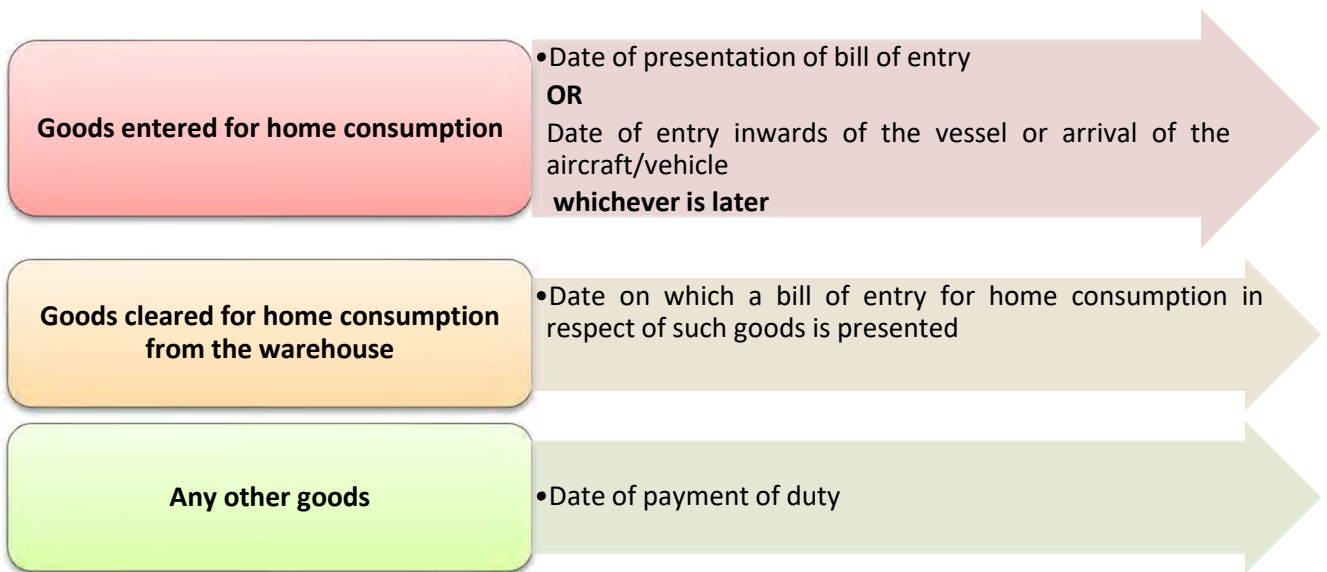 Goods entered for home consumption
•Date of presentation of bill of entry
OR
Date of entry inwards of the vessel or arrival of the
aircraft/vehicle
whichever is later
Goods cleared for home consumption
from the warehouse
•Date on which a bill of entry for home consumption in
respect of such goods is presented
Any other goods
•Date of payment of duty